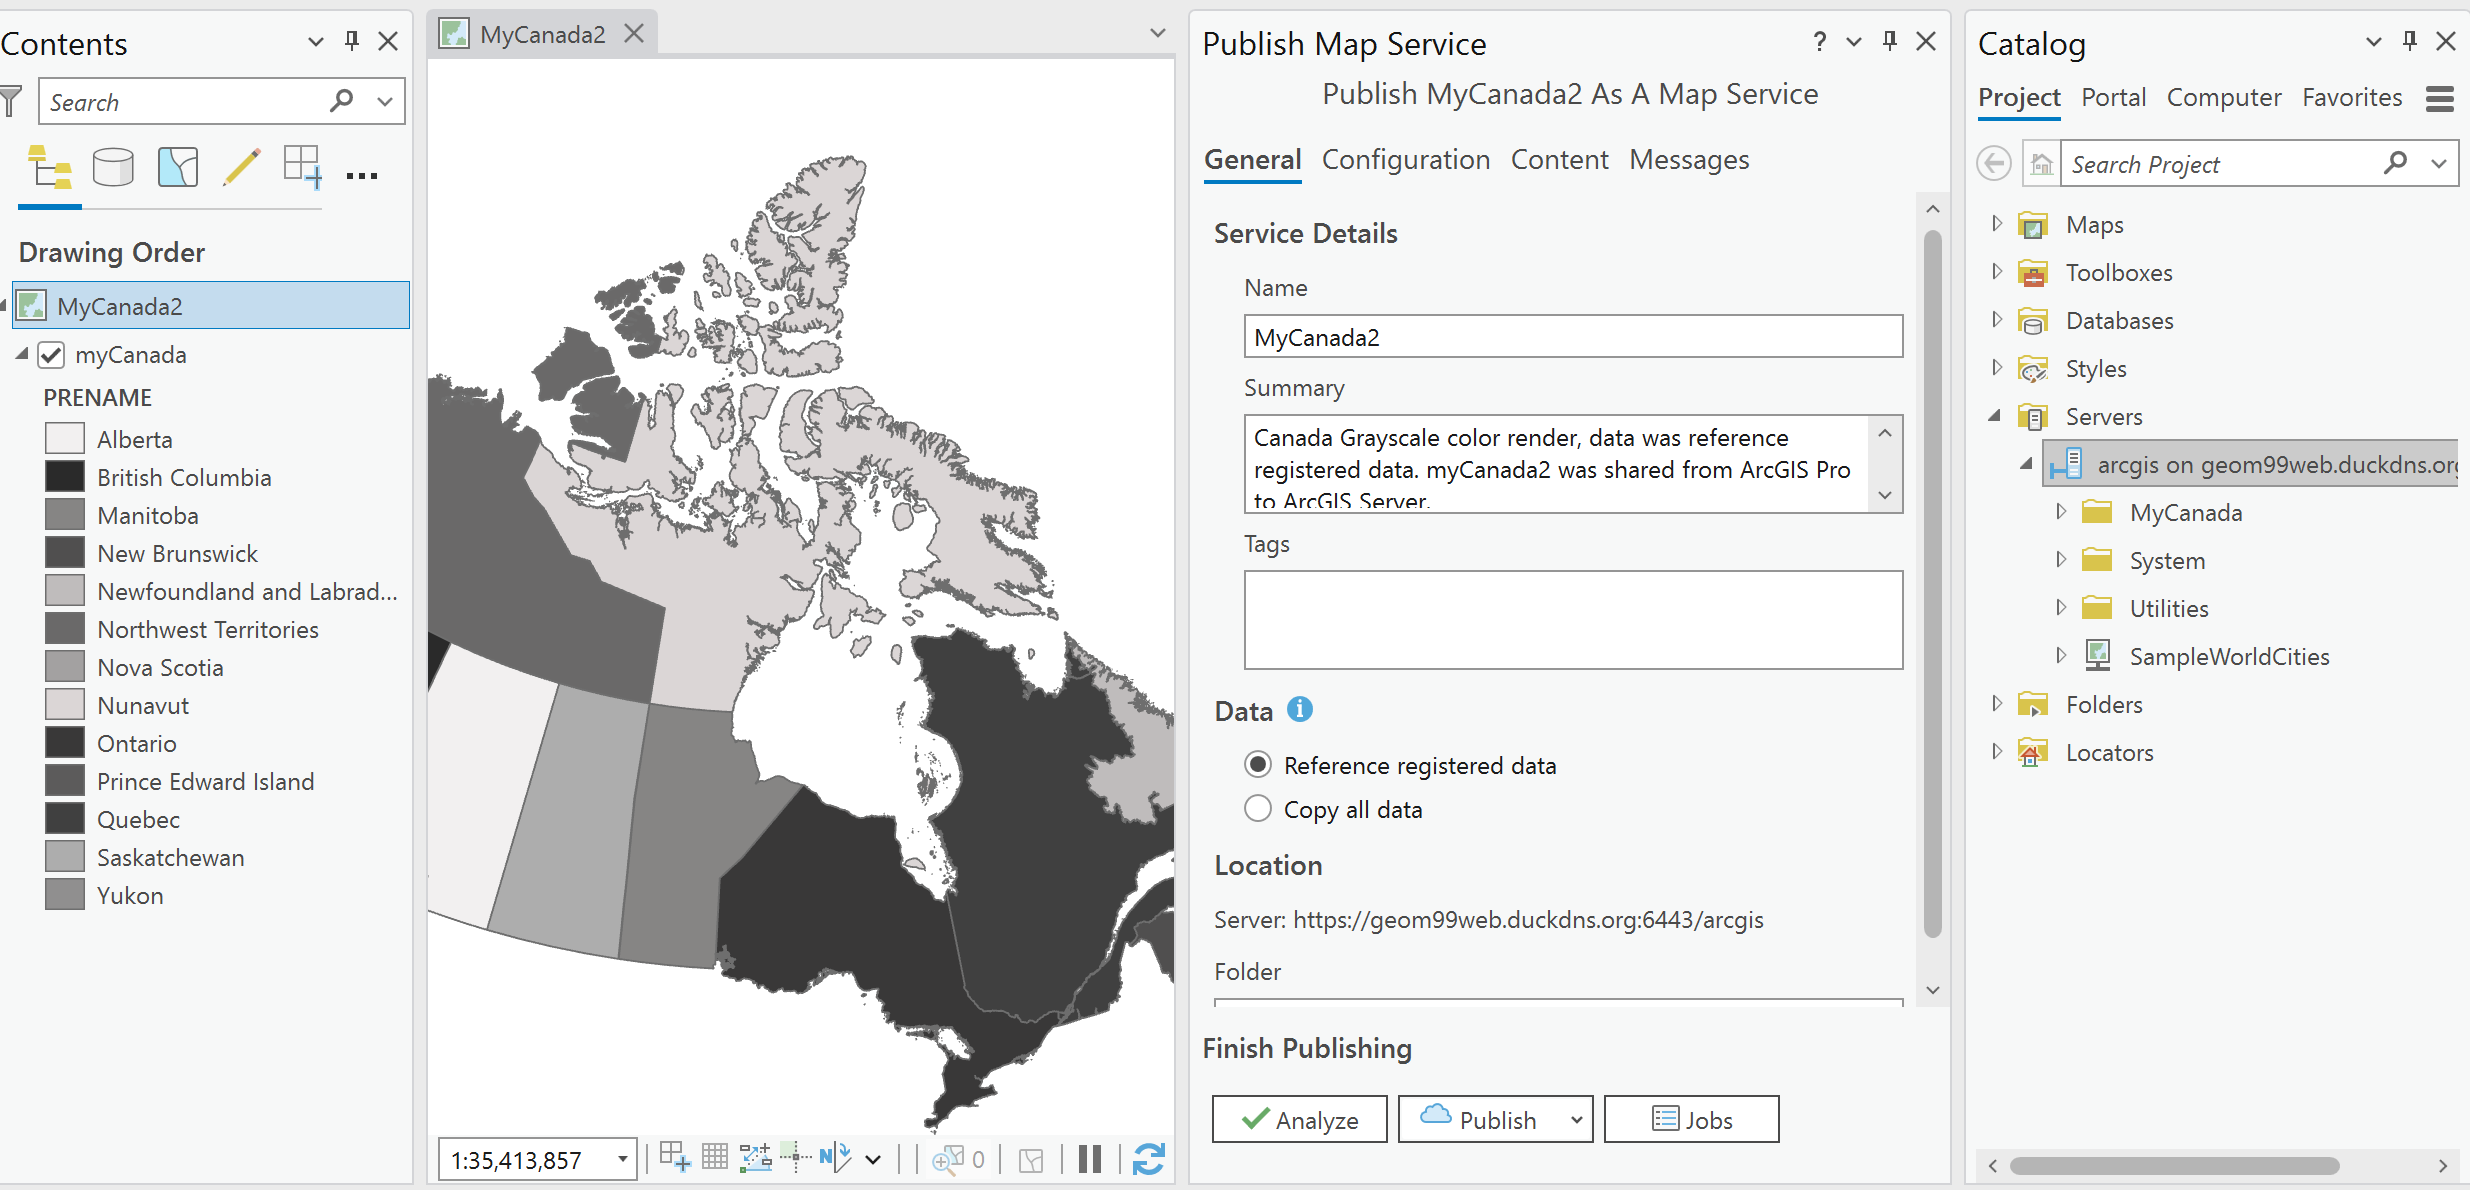 Contents
Search
Drawing Order
MyCanada2
myCanada
PRENAME
Alberta
British Columbia
Manitoba
New Brunswick
Newfoundland and Labrad...
Northwest Territories
Nova Scotia
Nunavut
Ontario
Prince Edward Island
Quebec
Saskatchewan
Yukon
MyCanada2
1:35,413,857
N
0
Publish Map Service
?
Publish MyCanada2 As A Map Service
General Configuration Content Messages
Service Details
Name
MyCanada2
Summary
Canada Grayscale color render, data was reference
registered data. myCanada2 was shared from ArcGIS Pro
to ArcGIS Server.
Tags
Data
Reference registered data
Copy all data
Location
Server: https://geom99web.duckdns.org:6443/arcgis
Folder
Finish Publishing
Analyze
Publish
Jobs
Catalog
Project Portal Computer Favorites
Search Project
Maps
Toolboxes
Databases
Styles
Servers
arcgis on geom99web.duckdns.org
MyCanada
System
Utilities
SampleWorldCities
Folders
Locators